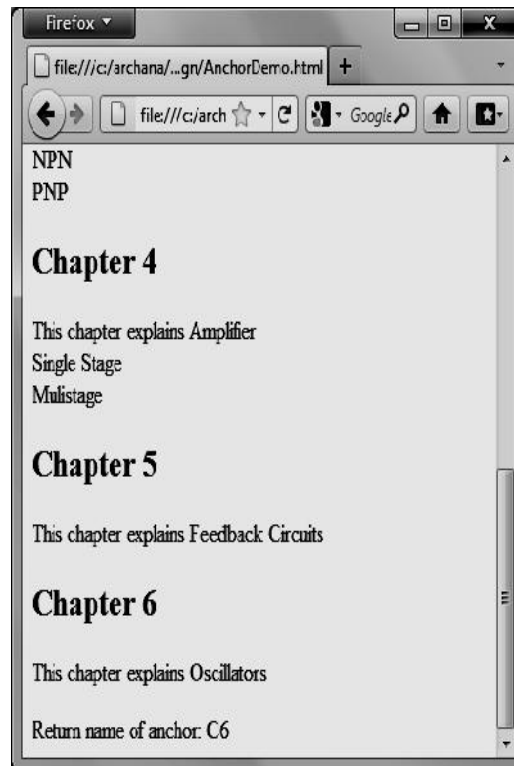 Firefox
file:///c:/archana/...gn/AnchorDemo.html
file:///c:/arch
Google
NPN
PNP
Chapter 4
This chapter explains Amplifier
Single Stage
Mulistage
Chapter 5
This chapter explains Feedback Circuits
Chapter 6
This chapter explains Oscillators
Return name of anchor: C6